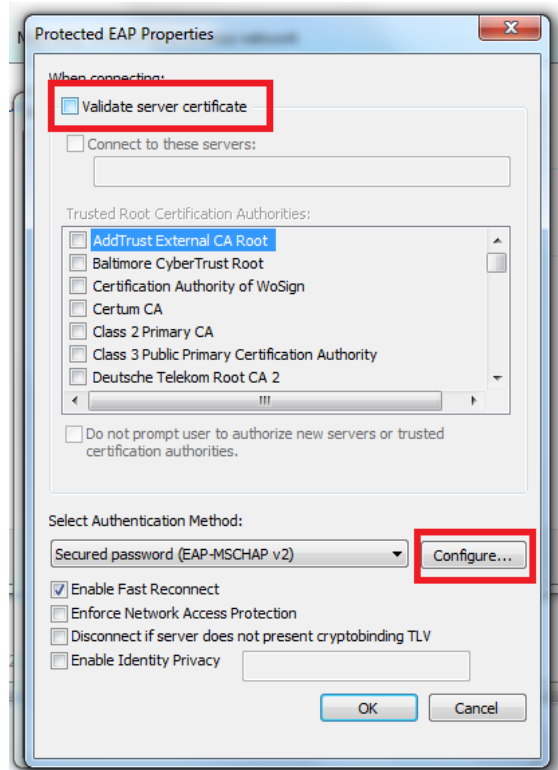 Protected EAP Properties
When connecting:
Validate server certificate
Connect to these servers:
Trusted Root Certification Authorities:
AddTrust External CA Root
Baltimore CyberTrust Root
Certification Authority of WoSign
Certum CA
Class 2 Primary CA
Class 3 Public Primary Certification Authority
Deutsche Telekom Root CA 2
Do not prompt user to authorize new servers or trusted
certification authorities.
Select Authentication Method:
Secured password (EAP-MSCHAP v2)
Configure...
Enable Fast Reconnect
Enforce Network Access Protection
Disconnect if server does not present cryptobinding TLV
Enable Identity Privacy
OK
Cancel